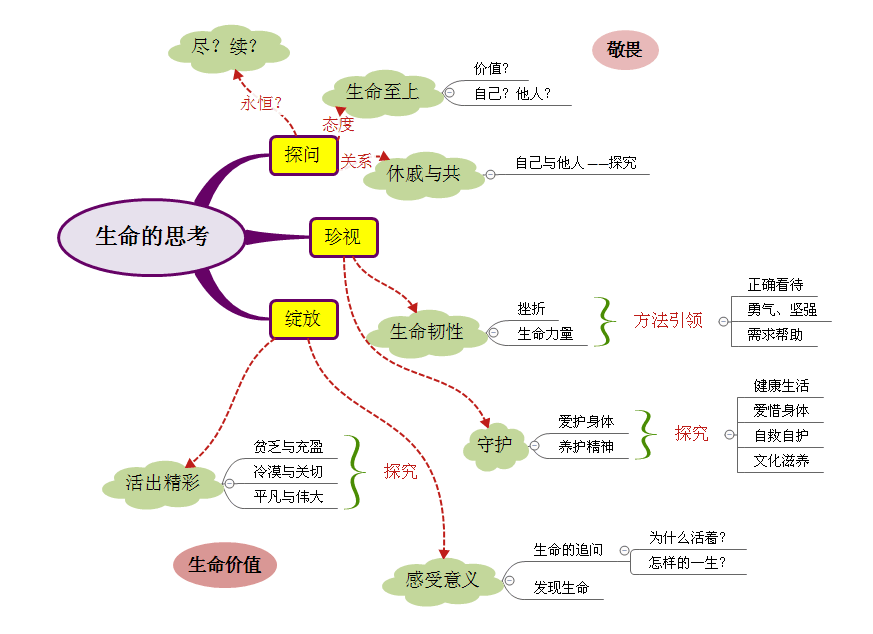 尽？续？
敬畏
永恒？
生命至上
价值？
自己？他人？
态度
探问
关系
休戚与共
自己与他人 ——探究
生命的思考
珍视
绽放
生命韧性
挫折
生命力量
方法引领
正确看待
勇气、坚强
需求帮助
守护
爱护身体
养护精神
探究
健康生活
爱惜身体
自救自护
文化滋养
活出精彩
贫乏与充盈
冷漠与关切
平凡与伟大
探究
生命价值
感受意义
生命的追问
为什么活着？
怎样的一生？
发现生命